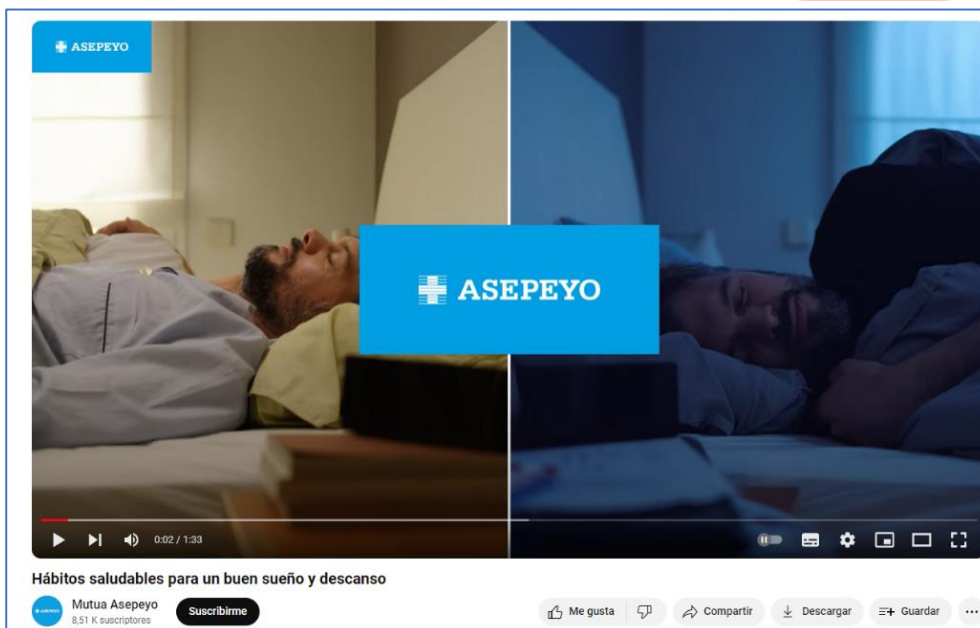 ASEPEYO
ASEPEYO
0:02 / 1:33
Hábitos saludables para un buen sueño y descanso
Mutua Asepeyo
8,51 K suscriptores
Suscribirme
Me gusta
Compartir
Descargar
Guardar